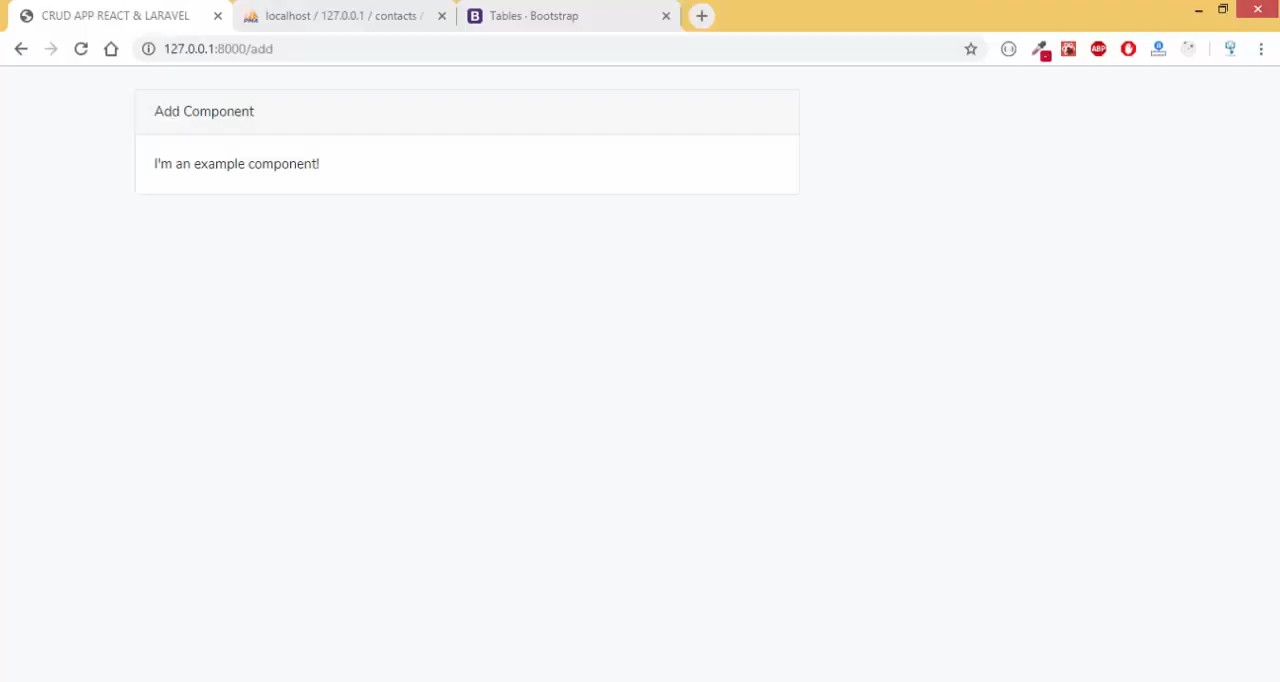 CRUD APP REACT & LARAVEL
localhost / 127.0.0.1 / contacts /
B Tables · Bootstrap
127.0.0.1:8000/add
ABP
Add Component
I'm an example component!